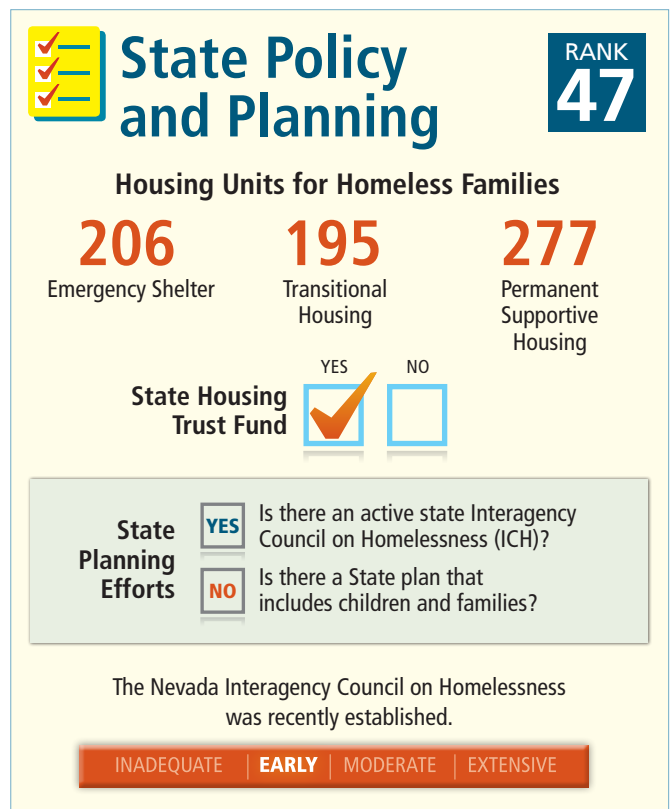 State Policy
and Planning
RANK
47
Housing Units for Homeless Families
206
Emergency Shelter
195
Transitional
Housing
277
Permanent
Supportive
Housing
YES
NO
State Housing
Trust Fund
State
Planning
Efforts
YES
Is there an active state Interagency
Council on Homelessness (ICH)?
NO
Is there a State plan that
includes children and families?
The Nevada Interagency Council on Homelessness
was recently established.
INADEQUATE | EARLY | MODERATE | EXTENSIVE